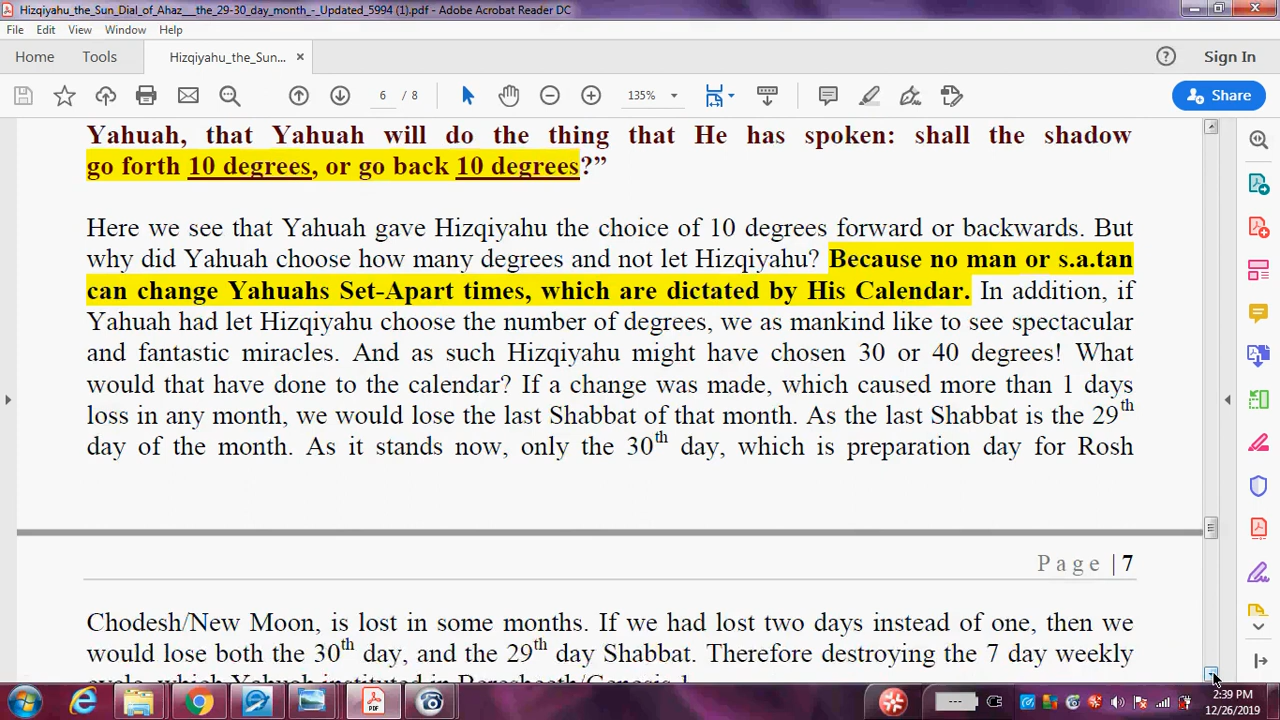 Hizqiyahu_the_Sun_Dial_of_Ahaz___the_29-30_day_month_-_Updated_5994 (1).pdf - Adobe Acrobat Reader DC
File Edit View Window Help
Home Tools Hizqiyahu_the_Sun... × Sign In
6 / 8 135% Share
Yahuah, that Yahuah will do the thing that He has spoken: shall the shadow
go forth 10 degrees, or go back 10 degrees?”
Here we see that Yahuah gave Hizqiyahu the choice of 10 degrees forward or backwards. But
why did Yahuah choose how many degrees and not let Hizqiyahu? Because no man or s.a.tan
can change Yahuahs Set-Apart times, which are dictated by His Calendar. In addition, if
Yahuah had let Hizqiyahu choose the number of degrees, we as mankind like to see spectacular
and fantastic miracles. And as such Hizqiyahu might have chosen 30 or 40 degrees! What
would that have done to the calendar? If a change was made, which caused more than 1 days
loss in any month, we would lose the last Shabbat of that month. As the last Shabbat is the 29th
day of the month. As it stands now, only the 30th day, which is preparation day for Rosh
Page | 7
Chodesh/New Moon, is lost in some months. If we had lost two days instead of one, then we
would lose both the 30th day, and the 29th day Shabbat. Therefore destroying the 7 day weekly
cycle, which Yahuah instituted in Beresheeth/Genesis 1.
2:39 PM
12/26/2019